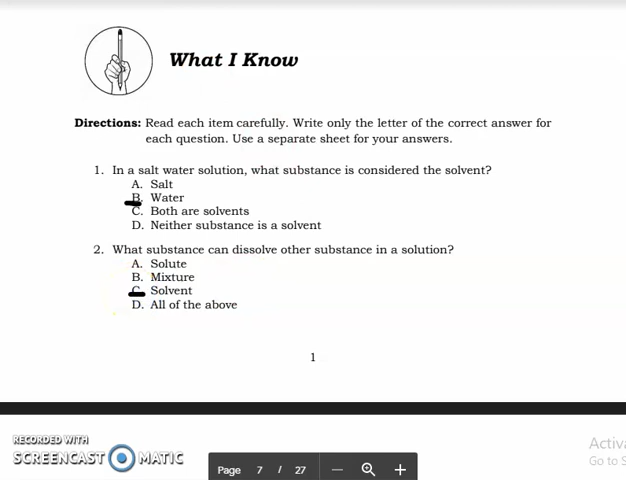 What I Know
Directions: Read each item carefully. Write only the letter of the correct answer for
each question. Use a separate sheet for your answers.
1. In a salt water solution, what substance is considered the solvent?
A. Salt
B. Water
C. Both are solvents
D. Neither substance is a solvent
2. What substance can dissolve other substance in a solution?
A. Solute
B. Mixture
C. Solvent
D. All of the above
1
RECORDED WITH
SCREENCAST MATIC
Page 7 / 27
Activ
Go to S